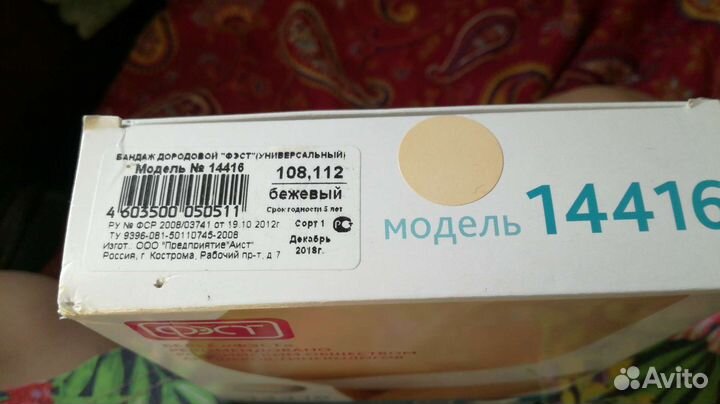 БАНДАЖ ДОРОДОВОЙ "ФЭСТ"(УНИВЕРСАЛЬНЫЙ)
Модель № 14416
108,112
бежевый
Срок годности 5 лет
4 603500 050511
РУ № ФСР 2008/03741 от 19.10.2012г
Сорт 1 РС
ТУ 9396-081-50110745-2008
Изгот. ООО "Предприятие"Аист"
Россия, г. Кострома, Рабочий пр-т, д 7
Декабрь
2018г.
модель 14416
ФЭСТ
Avito